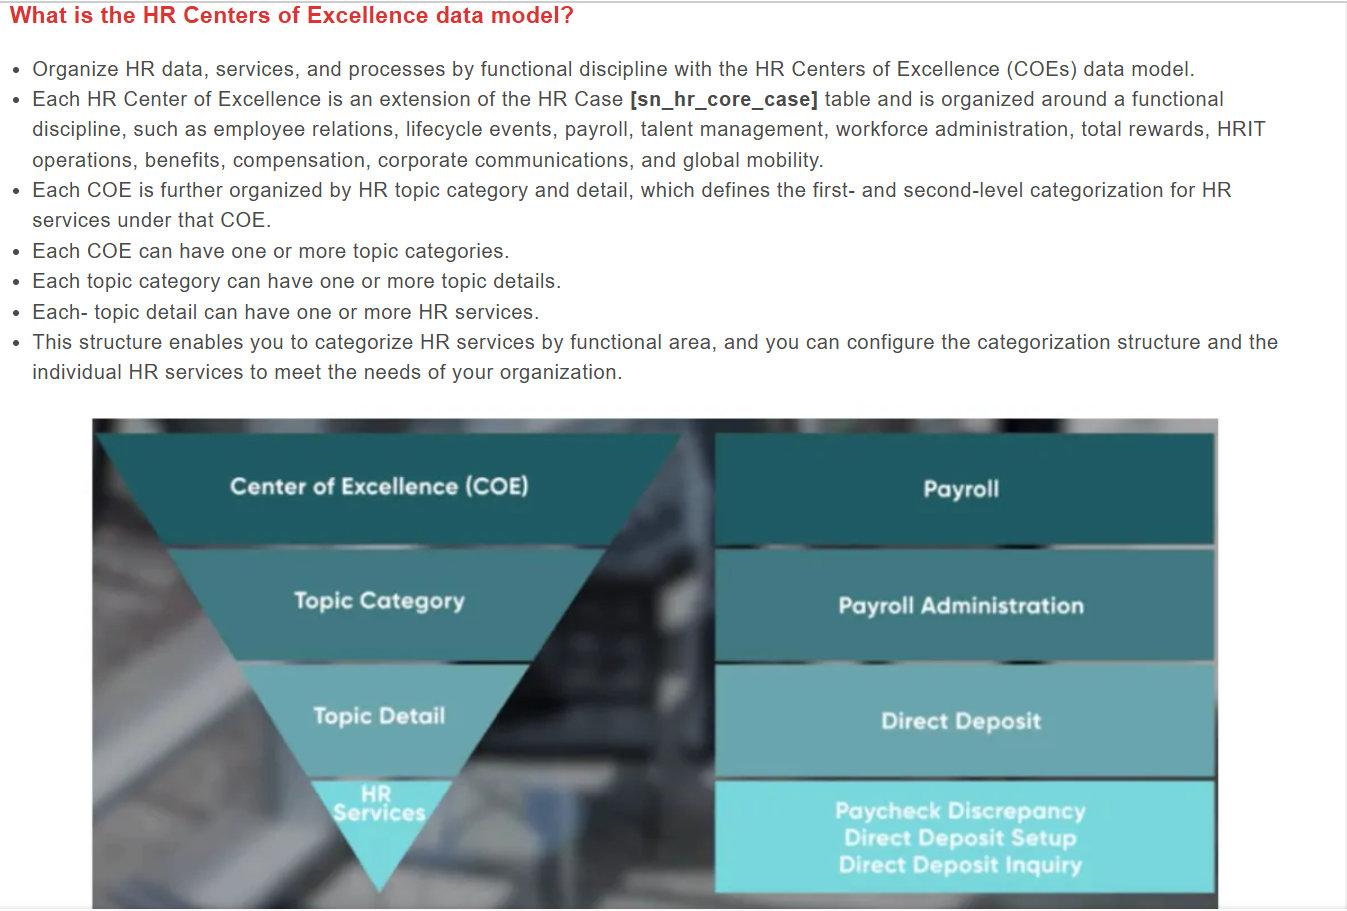 What is the HR Centers of Excellence data model?
• Organize HR data, services, and processes by functional discipline with the HR Centers of Excellence (COEs) data model.
• Each HR Center of Excellence is an extension of the HR Case [sn_hr_core_case] table and is organized around a functional
discipline, such as employee relations, lifecycle events, payroll, talent management, workforce administration, total rewards, HRIT
operations, benefits, compensation, corporate communications, and global mobility.
• Each COE is further organized by HR topic category and detail, which defines the first- and second-level categorization for HR
services under that COE.
• Each COE can have one or more topic categories.
• Each topic category can have one or more topic details.
• Each- topic detail can have one or more HR services.
• This structure enables you to categorize HR services by functional area, and you can configure the categorization structure and the
individual HR services to meet the needs of your organization.
Center of Excellence (COE)
Payroll
Topic Category
Payroll Administration
Topic Detail
Direct Deposit
HR
Services
Paycheck Discrepancy
Direct Deposit Setup
Direct Deposit Inquiry